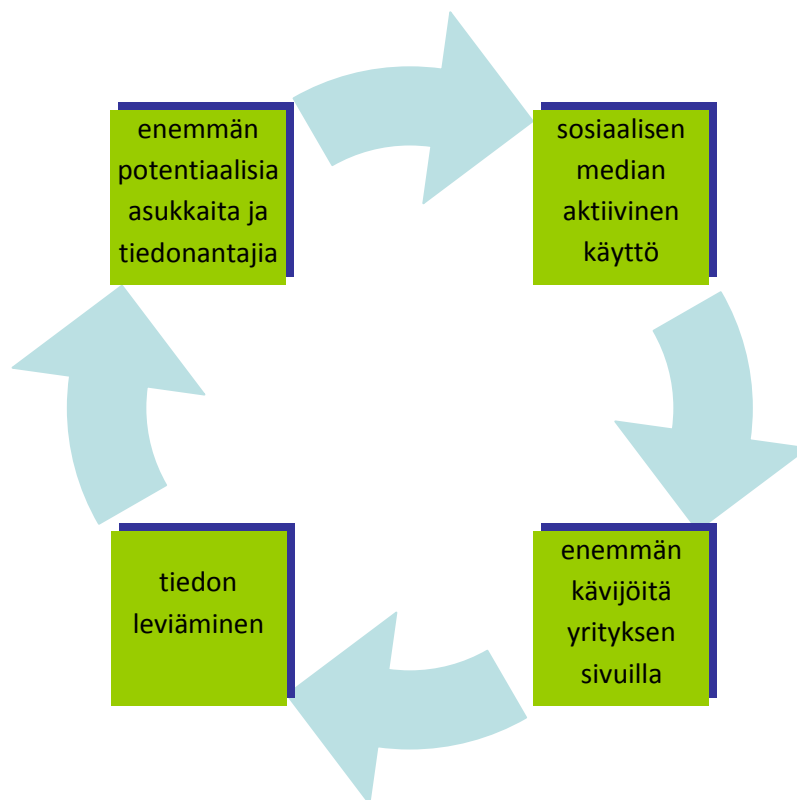 enemmän
potentiaalisia
asukkaita ja
tiedonantajia
sosiaalisen
median
aktiivinen
käyttö
enemmän
kävijöitä
yrityksen
sivuilla
tiedon
leviäminen